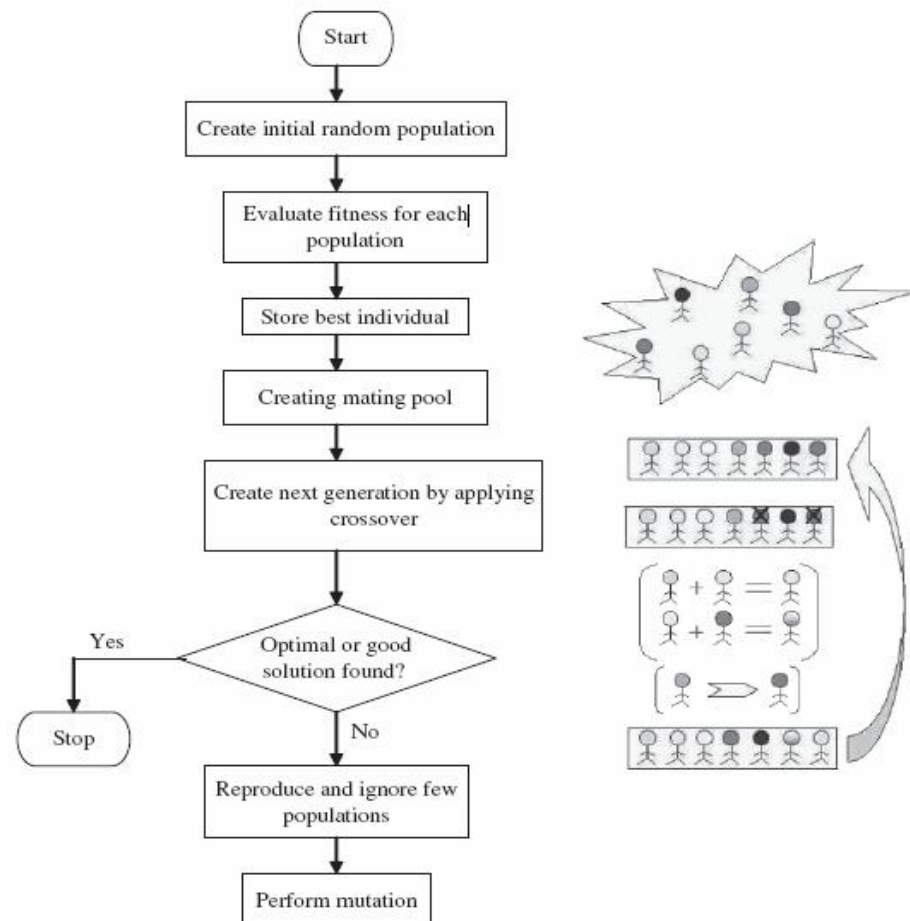 Start
Create initial random population
Evaluate fitness for each
population
Store best individual
Creating mating pool
Create next generation by applying
crossover
Optimal or good
solution found?
Yes
Stop
No
Reproduce and ignore few
populations
Perform mutation
+ =
+ =